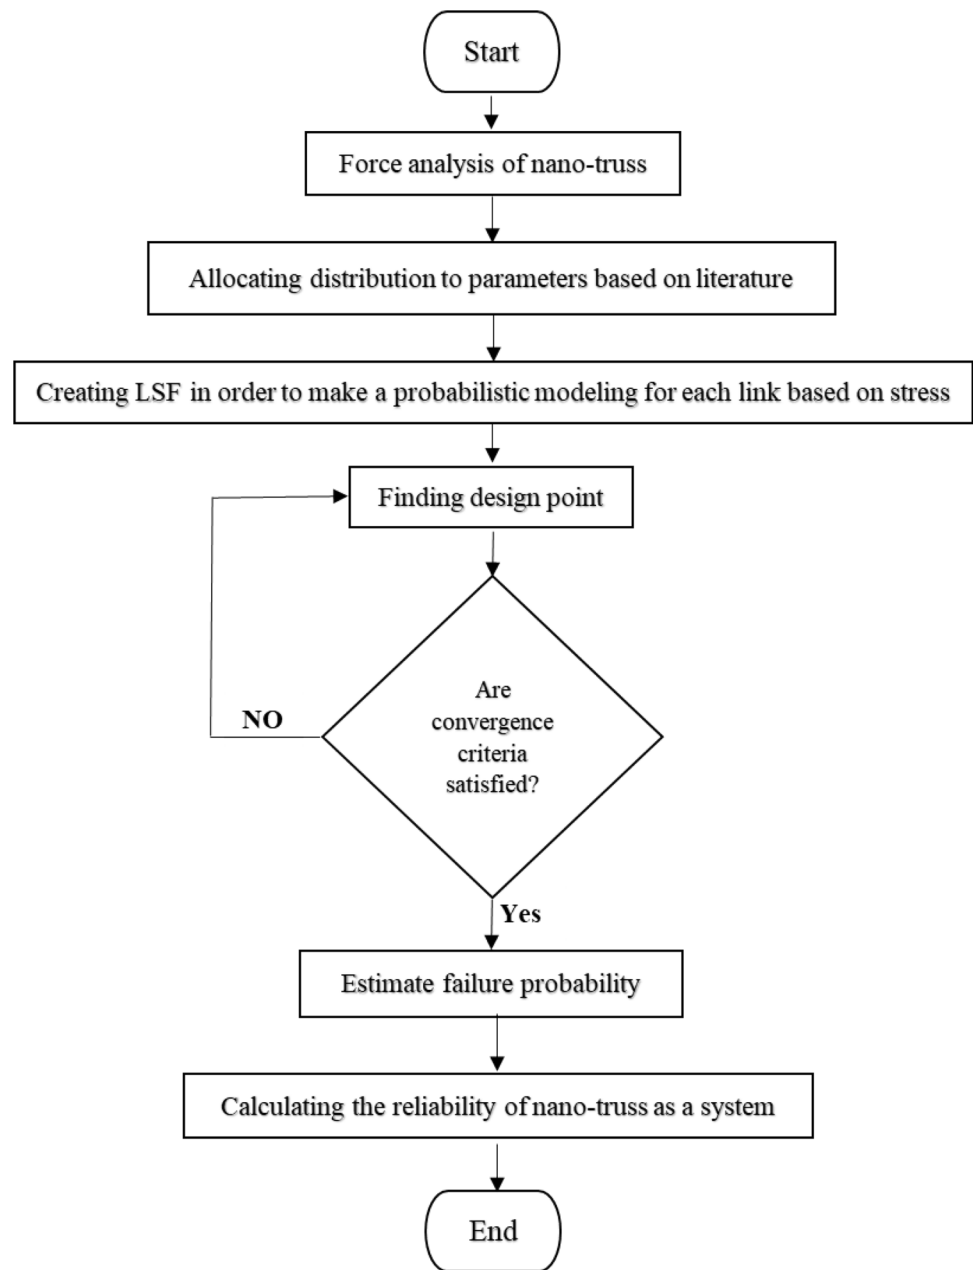 Start
Force analysis of nano-truss
Allocating distribution to parameters based on literature
Creating LSF in order to make a probabilistic modeling for each link based on stress
Finding design point
Are
convergence
criteria
satisfied?
NO
Yes
Estimate failure probability
Calculating the reliability of nano-truss as a system
End